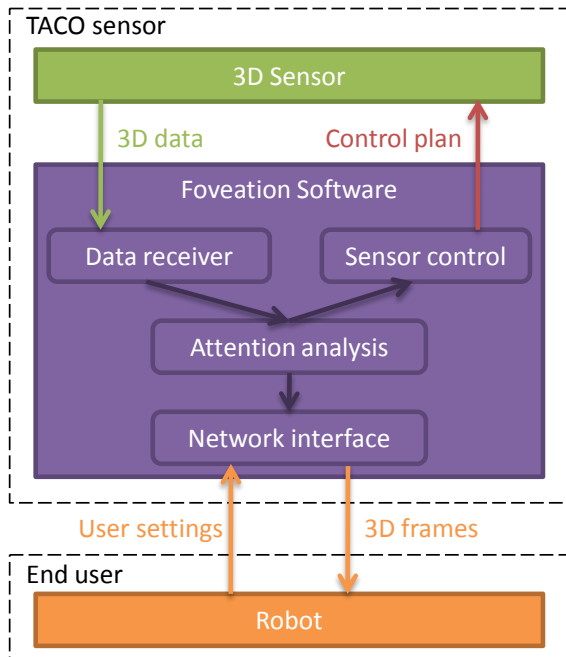 TACO sensor
3D Sensor
3D data
Control plan
Foveation Software
Data receiver
Sensor control
Attention analysis
Network interface
User settings
3D frames
End user
Robot